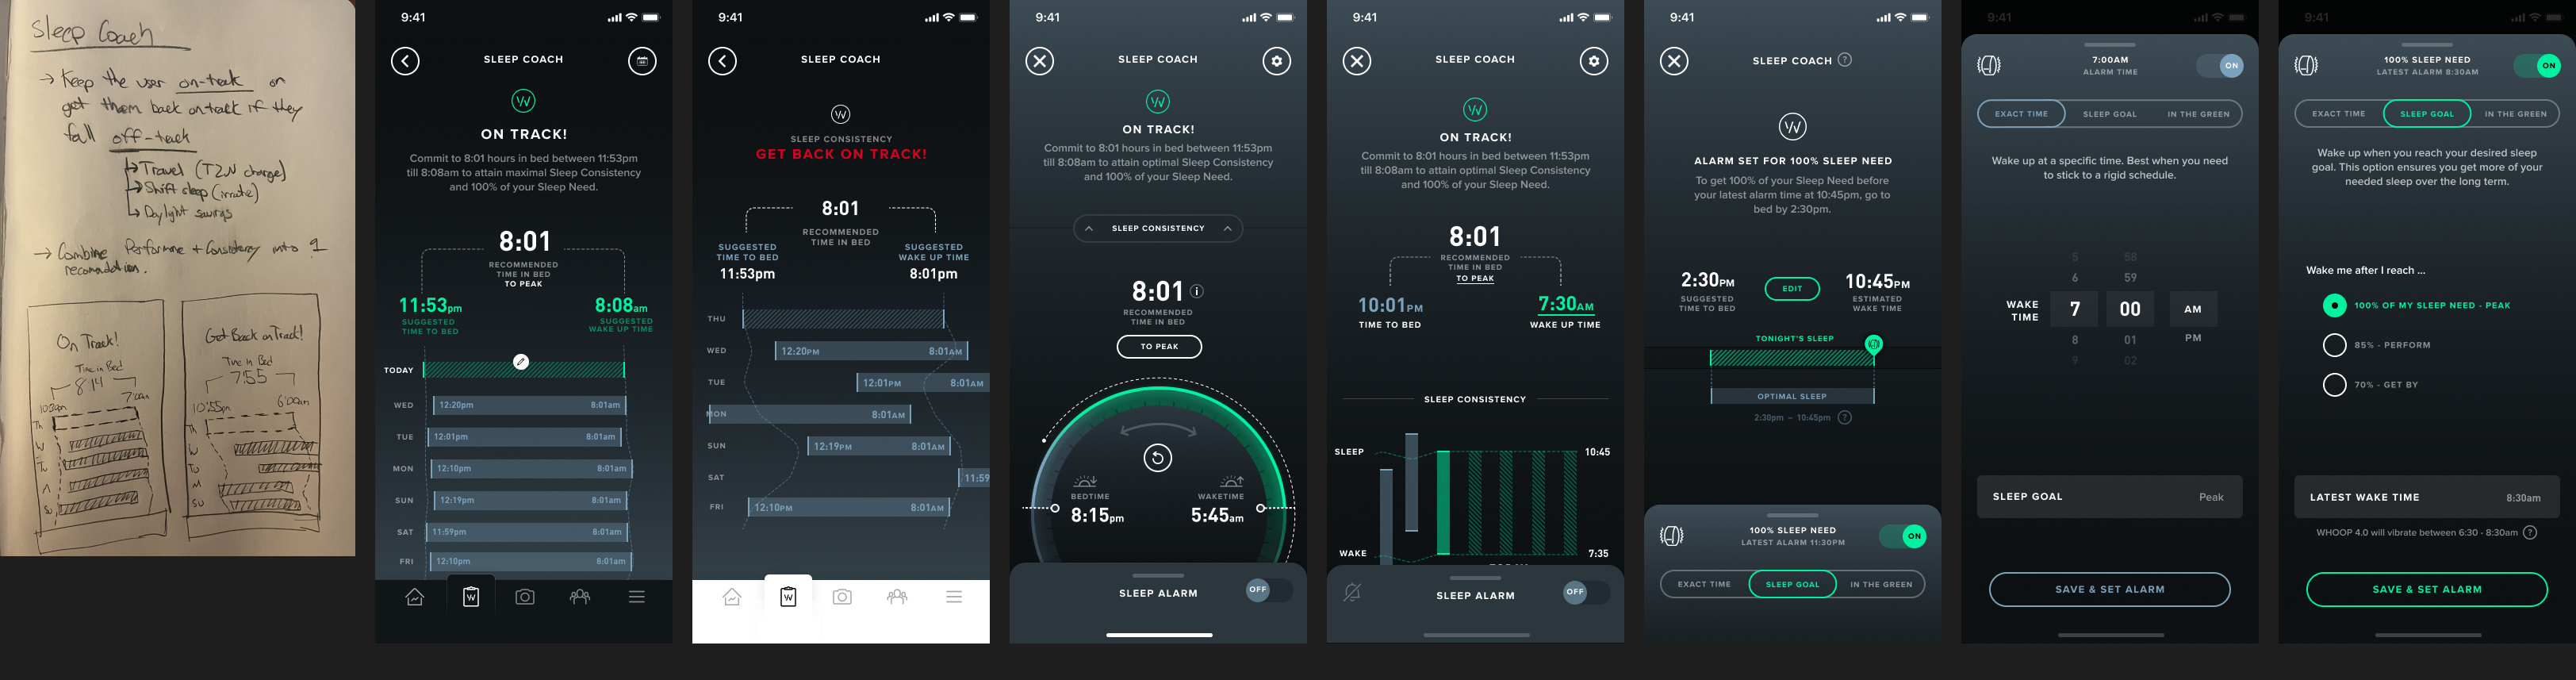 Sleep Coach
→ Keep the user on-track or
get them back on track if they
fall off-track
→ Travel (TZN change)
→ Shift sleep
→ Daylight savings
→ Combine Performance + Consistency into 1
recommendation.
On Track!
Time in Bed
8:14
7:00am
Th
W
Tu
M
Su
Get Back on Track!
Time in Bed
7:55
10:55pm
6:00am
Th
W
Tu
M
Su
9:41
SLEEP COACH
ON TRACK!
Commit to 8:01 hours in bed between 11:53pm
till 8:08am to attain maximal Sleep Consistency
and 100% of your Sleep Need.
8:01
RECOMMENDED
TIME IN BED
TO PEAK
11:53pm
SUGGESTED
TIME TO BED
8:08am
SUGGESTED
WAKE UP TIME
TODAY
WED 12:20pm 8:01am
TUE 12:01pm 8:01am
MON 12:10pm 8:01am
SUN 12:19pm 8:01am
SAT 11:59pm 8:01am
FRI 12:10pm 8:01am
9:41
SLEEP COACH
SLEEP CONSISTENCY
GET BACK ON TRACK!
8:01
RECOMMENDED
TIME IN BED
SUGGESTED
TIME TO BED
11:53pm
SUGGESTED
WAKE UP TIME
8:01pm
THU
WED 12:20PM 8:01AM
TUE 12:01PM 8:01AM
MON 8:01AM
SUN 12:19PM 8:01AM
SAT 11:59
FRI 12:10PM 8:01AM
9:41
SLEEP COACH
ON TRACK!
Commit to 8:01 hours in bed between 11:53pm
till 8:08am to attain optimal Sleep Consistency
and 100% of your Sleep Need.
SLEEP CONSISTENCY
8:01
RECOMMENDED
TIME IN BED
TO PEAK
BEDTIME
8:15pm
WAKETIME
5:45am
SLEEP ALARM
OFF
9:41
SLEEP COACH
ON TRACK!
Commit to 8:01 hours in bed between 11:53pm
till 8:08am to attain optimal Sleep Consistency
and 100% of your Sleep Need.
8:01
RECOMMENDED
TIME IN BED
TO PEAK
10:01PM
TIME TO BED
7:30AM
WAKE UP TIME
SLEEP CONSISTENCY
SLEEP 10:45
WAKE 7:35
SLEEP ALARM
OFF
9:41
SLEEP COACH ?
ALARM SET FOR 100% SLEEP NEED
To get 100% of your Sleep Need before
your latest alarm time at 10:45pm, go to
bed by 2:30pm.
2:30PM
SUGGESTED
TIME TO BED
EDIT
10:45PM
ESTIMATED
WAKE TIME
TONIGHT'S SLEEP
OPTIMAL SLEEP
2:30pm – 10:45pm ?
100% SLEEP NEED
LATEST ALARM 11:30PM
ON
EXACT TIME SLEEP GOAL IN THE GREEN
9:41
7:00AM
ALARM TIME
ON
EXACT TIME SLEEP GOAL IN THE GREEN
Wake up at a specific time. Best when you need
to stick to a rigid schedule.
5 58
6 59
WAKE
TIME
7 00 AM
8 01 PM
9 02
SLEEP GOAL Peak
SAVE & SET ALARM
9:41
100% SLEEP NEED
LATEST ALARM 8:30AM
ON
EXACT TIME SLEEP GOAL IN THE GREEN
Wake up when you reach your desired sleep
goal. This option ensures you get more of your
needed sleep over the long term.
Wake me after I reach ...
100% OF MY SLEEP NEED - PEAK
85% - PERFORM
70% - GET BY
LATEST WAKE TIME 8:30am
WHOOP 4.0 will vibrate between 6:30 - 8:30am ?
SAVE & SET ALARM